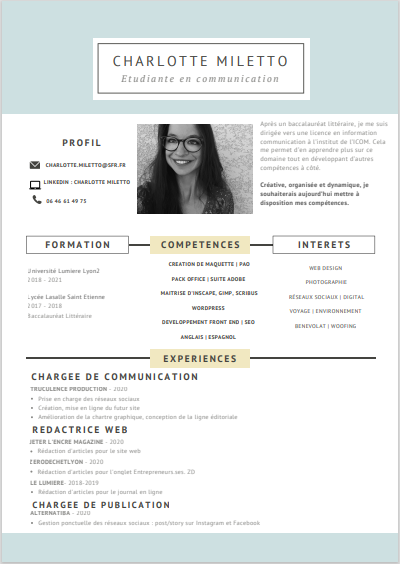 CHARLOTTE MILETTO
Etudiante en communication
PROFIL
CHARLOTTE.MILETTO@SFR.FR
LINKEDIN : CHARLOTTE MILETTO
06 46 61 49 75
Après un baccalauréat littéraire, je me suis
dirigée vers une licence en information
communication à l'institut de l'ICOM. Cela
me permet d'en apprendre plus sur ce
domaine tout en développant d'autres
compétences à côté.
Créative, organisée et dynamique, je
souhaiterais aujourd'hui mettre à
disposition mes compétences.
FORMATION
Université Lumiere Lyon2
2018 - 2021
Lycée Lasalle Saint Etienne
2017 - 2018
Baccalauréat Littéraire
COMPETENCES
CREATION DE MAQUETTE | PAO
PACK OFFICE | SUITE ADOBE
MAITRISE D'INSCAPE, GIMP, SCRIBUS
WORDPRESS
DEVELOPPEMENT FRONT END | SEO
ANGLAIS | ESPAGNOL
INTERETS
WEB DESIGN
PHOTOGRAPHIE
RÉSEAUX SOCIAUX | DIGITAL
VOYAGE | ENVIRONNEMENT
BENEVOLAT | WOOFING
EXPERIENCES
CHARGEE DE COMMUNICATION
TRUCULENCE PRODUCTION - 2020
• Prise en charge des réseaux sociaux
• Création, mise en ligne du futur site
• Amélioration de la chartre graphique, conception de la ligne éditoriale
REDACTRICE WEB
JETER L'ENCRE MAGAZINE - 2020
• Rédaction d'articles pour le site web
ZERODECHETLYON - 2020
• Rédaction d'articles pour l'onglet Entrepreneurs ses. ZD
LE LUMIERE- 2018-2019
• Rédaction d'articles pour le journal en ligne
CHARGEE DE PUBLICATION
ALTERNATIBA - 2020
• Gestion ponctuelle des réseaux sociaux : post/story sur Instagram et Facebook